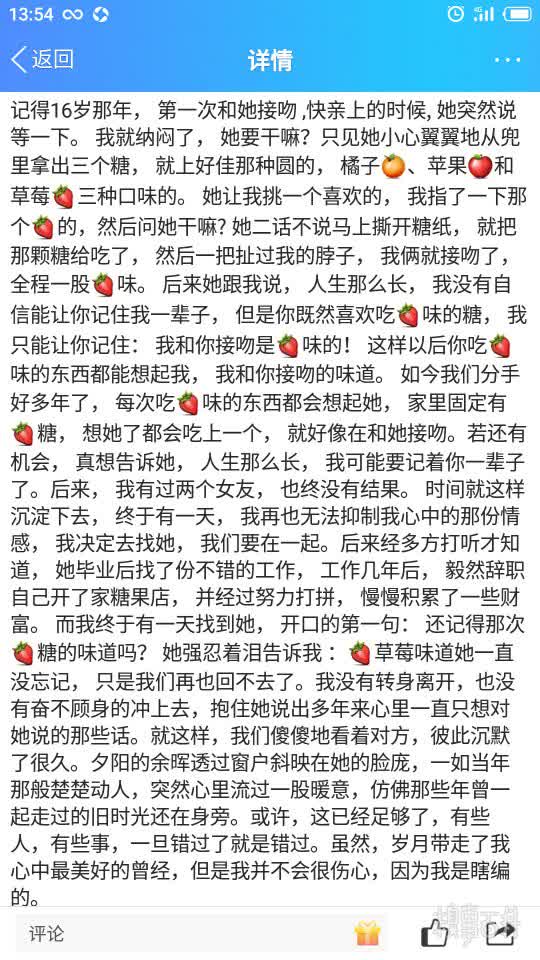 13:54
返回
详情
记得16岁那年， 第一次和她接吻 ,快亲上的时候, 她突然说
等一下。 我就纳闷了， 她要干嘛？只见她小心翼翼地从兜
里拿出三个糖， 就上好佳那种圆的， 橘子🍊、苹果🍎和
草莓🍓三种口味的。 她让我挑一个喜欢的， 我指了一下那
个🍓的，然后问她干嘛? 她二话不说马上撕开糖纸， 就把
那颗糖给吃了， 然后一把扯过我的脖子， 我俩就接吻了，
全程一股🍓味。 后来她跟我说， 人生那么长， 我没有自
信能让你记住我一辈子， 但是你既然喜欢吃🍓味的糖， 我
只能让你记住： 我和你接吻是🍓味的！ 这样以后你吃🍓
味的东西都能想起我， 我和你接吻的味道。 如今我们分手
好多年了， 每次吃🍓味的东西都会想起她， 家里固定有
🍓糖， 想她了都会吃上一个， 就好像在和她接吻。若还有
机会， 真想告诉她， 人生那么长， 我可能要记着你一辈子
了。后来， 我有过两个女友， 也终没有结果。 时间就这样
沉淀下去， 终于有一天， 我再也无法抑制我心中的那份情
感， 我决定去找她， 我们要在一起。后来经多方打听才知
道， 她毕业后找了份不错的工作， 工作几年后， 毅然辞职
自己开了家糖果店， 并经过努力打拼， 慢慢积累了一些财
富。 而我终于有一天找到她， 开口的第一句： 还记得那次
🍓糖的味道吗？ 她强忍着泪告诉我 ： 🍓草莓味道她一直
没忘记， 只是我们再也回不去了。我没有转身离开，也没
有奋不顾身的冲上去，抱住她说出多年来心里一直只想对
她说的那些话。就这样，我们傻傻地看着对方，彼此沉默
了很久。夕阳的余晖透过窗户斜映在她的脸庞，一如当年
那般楚楚动人，突然心里流过一股暖意，仿佛那些年曾一
起走过的旧时光还在身旁。或许，这已经足够了，有些
人，有些事，一旦错过了就是错过。虽然，岁月带走了我
心中最美好的曾经，但是我并不会很伤心，因为我是瞎编
的。
评论